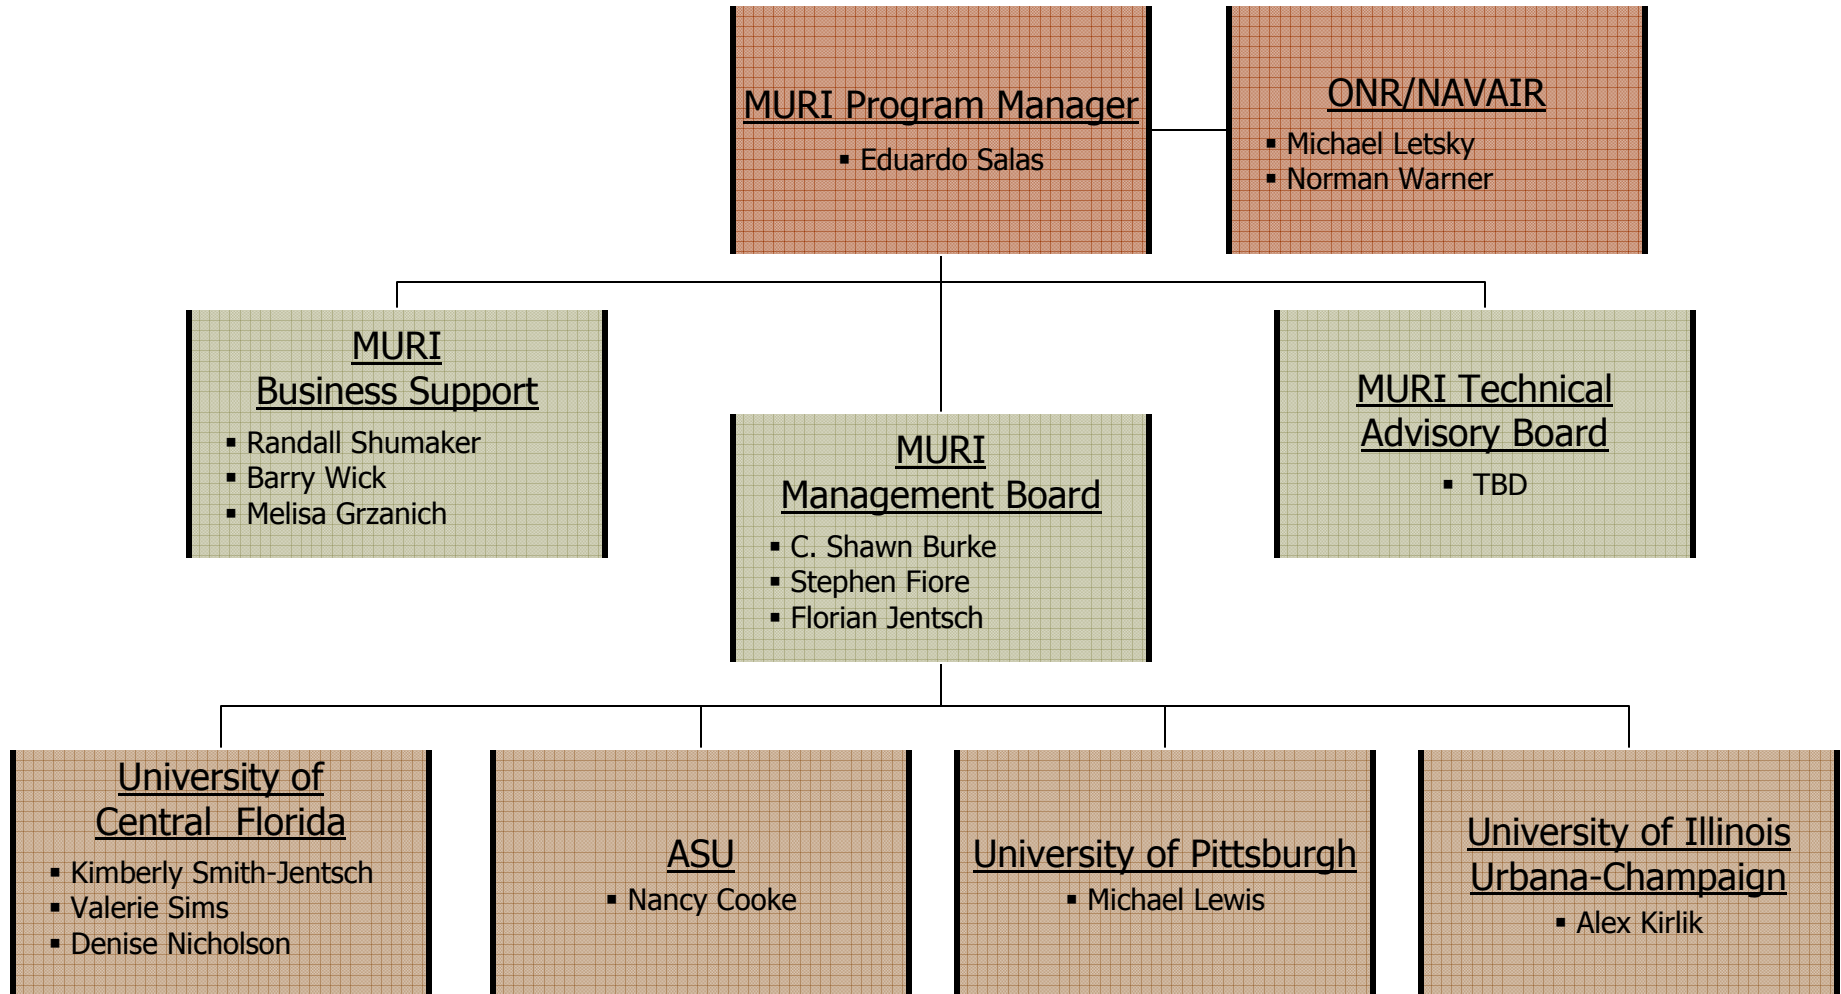 MURI Program Manager
▪ Eduardo Salas
ONR/NAVAIR
▪ Michael Letsky
▪ Norman Warner
MURI
Business Support
▪ Randall Shumaker
▪ Barry Wick
▪ Melisa Grzanich
MURI
Management Board
▪ C. Shawn Burke
▪ Stephen Fiore
▪ Florian Jentsch
MURI Technical
Advisory Board
▪ TBD
University of
Central Florida
▪ Kimberly Smith-Jentsch
▪ Valerie Sims
▪ Denise Nicholson
ASU
▪ Nancy Cooke
University of Pittsburgh
▪ Michael Lewis
University of Illinois
Urbana-Champaign
▪ Alex Kirlik